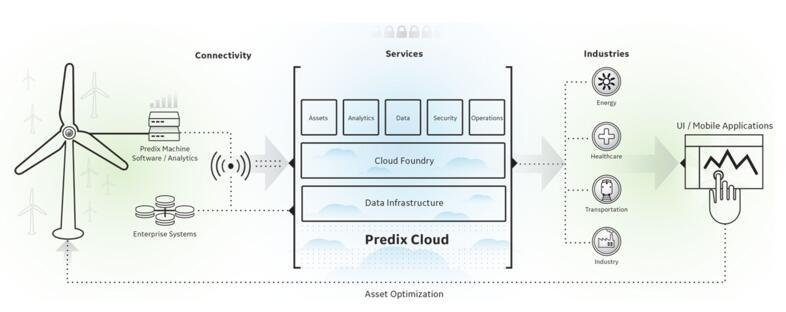 Connectivity
Services
Industries
Predix Machine
Software / Analytics
Enterprise Systems
Assets
Analytics
Data
Security
Operations
Cloud Foundry
Data Infrastructure
Predix Cloud
Energy
Healthcare
Transportation
Industry
UI / Mobile Applications
Asset Optimization